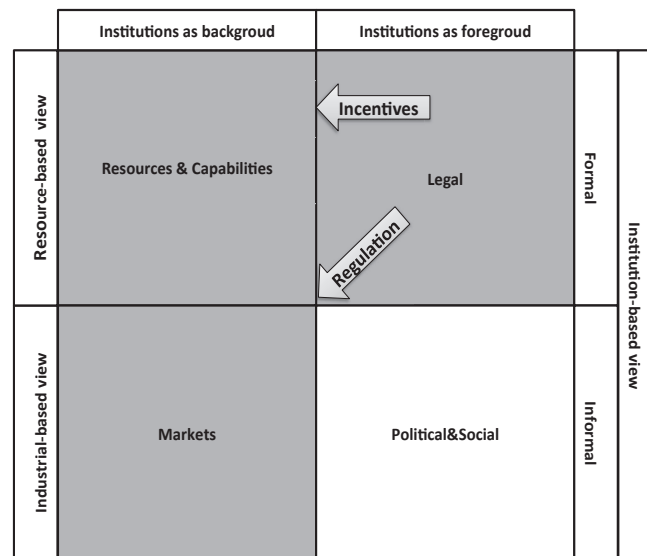 Institutions as backgroud
Institutions as foregroud
Resource-based view
Incentives
Resources & Capabilities
Legal
Formal
Regulation
Institution-based view
Industrial-based view
Markets
Political&Social
Informal